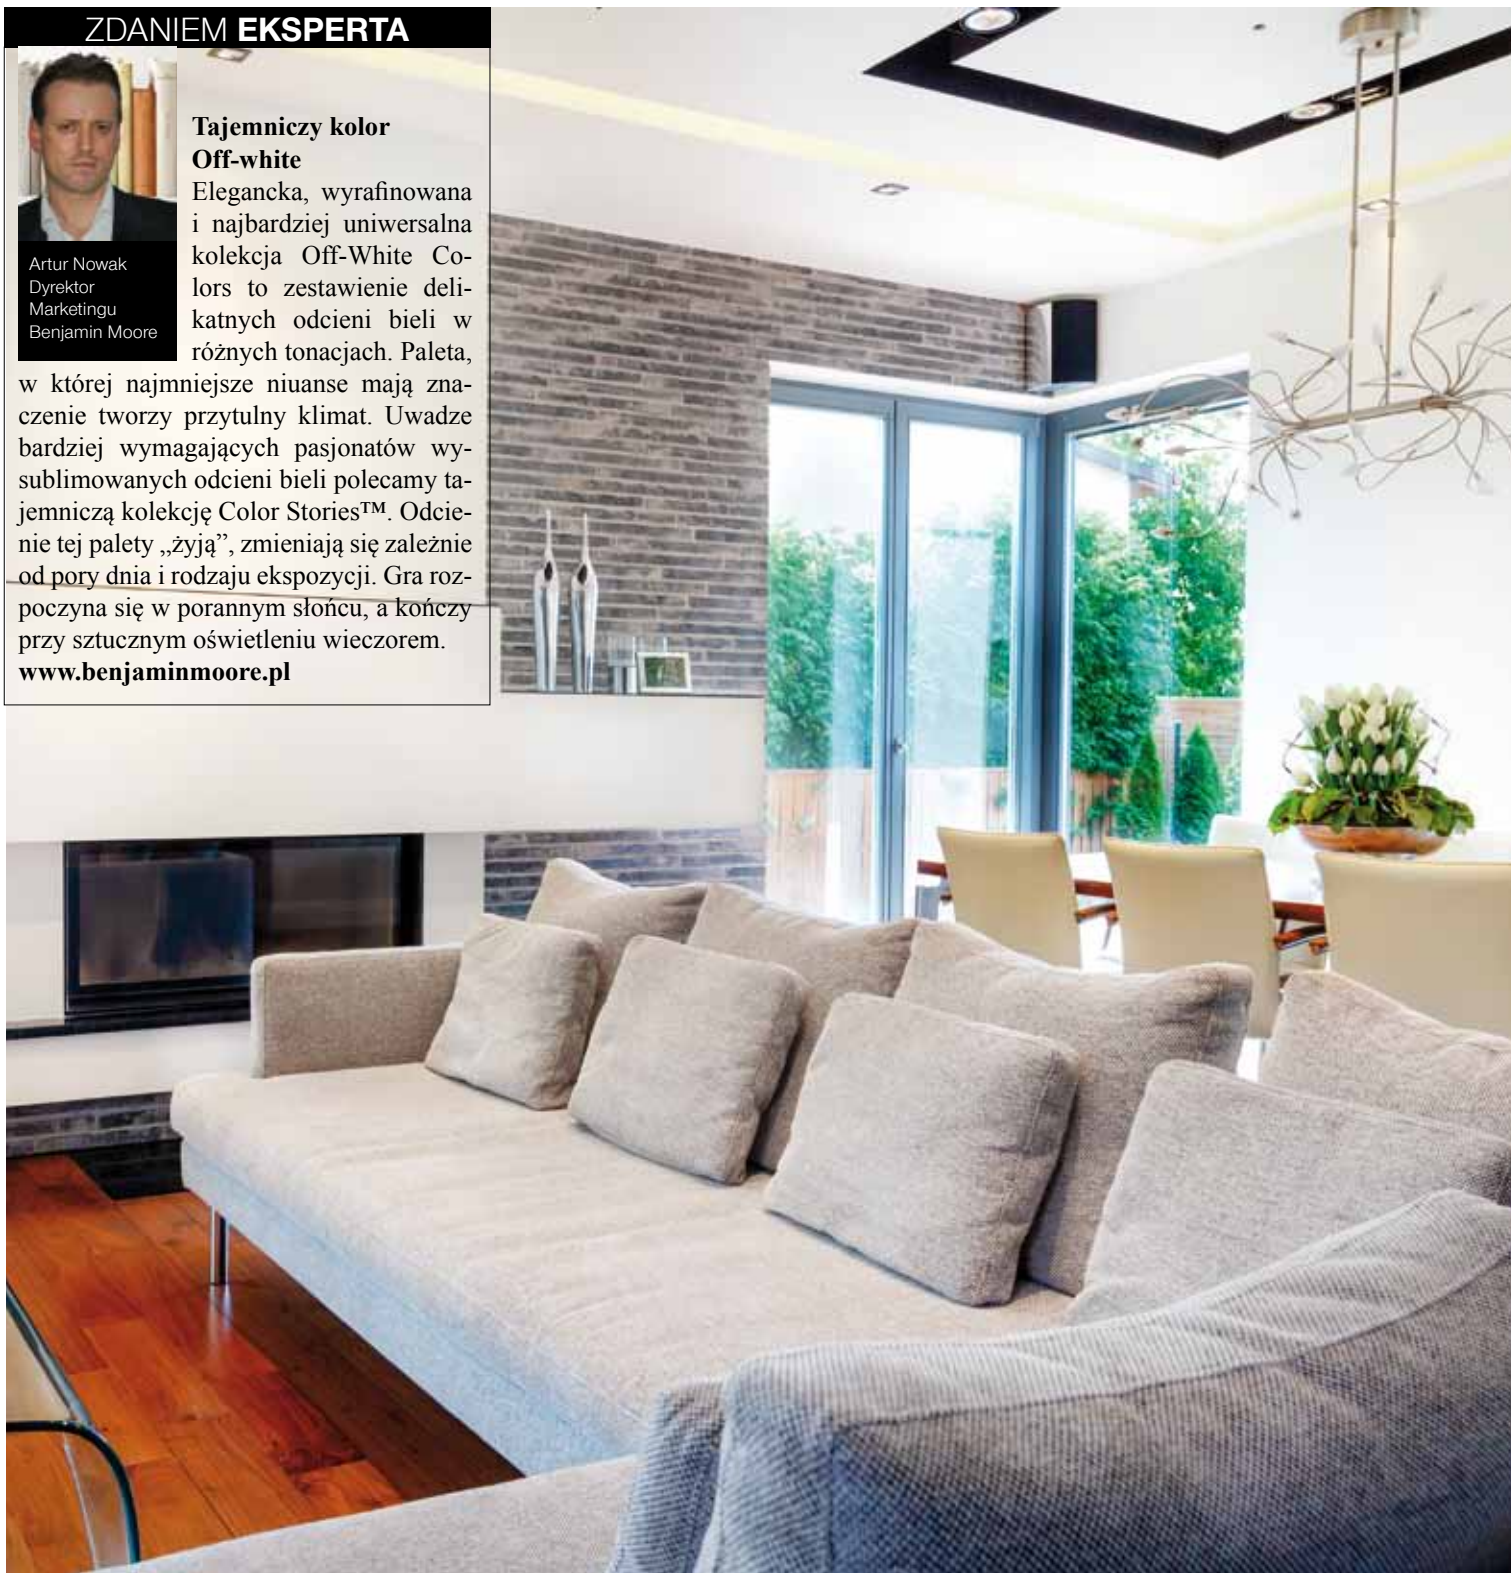 ZDANIEM EKSPERTA
Artur Nowak
Dyrektor
Marketingu
Benjamin Moore
Tajemniczy kolor
Off-white
Elegancka, wyrafinowana
i najbardziej uniwersalna
kolekcja Off-White Co-
lors to zestawienie deli-
katnych odcieni bieli w
różnych tonacjach. Paleta,
w której najmniejsze niuanse mają zna-
czenie tworzy przytulny klimat. Uwadze
bardziej wymagających pasjonatów wy-
sublimowanych odcieni bieli polecamy ta-
jemniczą kolekcję Color Stories™. Odcie-
nie tej palety „żyją”, zmieniają się zależnie
od pory dnia i rodzaju ekspozycji. Gra roz-
poczyna się w porannym słońcu, a kończy
przy sztucznym oświetleniu wieczorem.
www.benjaminmoore.pl